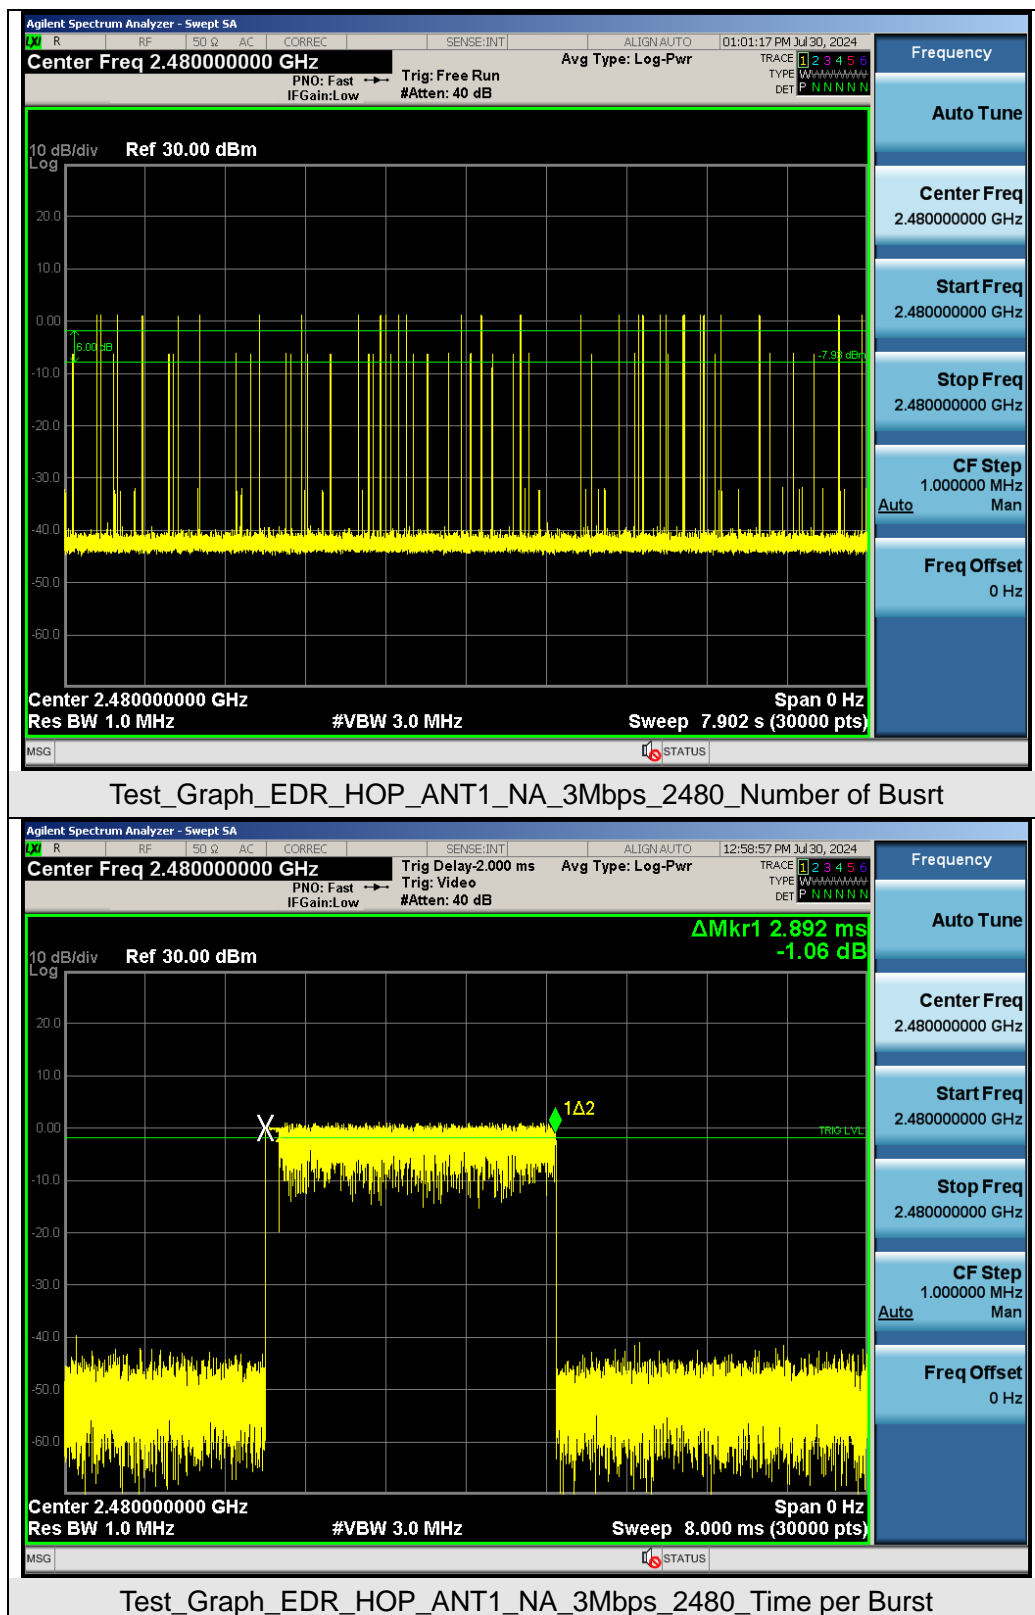 Agilent Spectrum Analyzer - Swept SA
LXI R RF 50 Ω AC CORREC SENSE:INT ALIGN AUTO 01:01:17 PM Jul 30, 2024
Center Freq 2.480000000 GHz
PNO: Fast
IFGain:Low
Trig: Free Run
#Atten: 40 dB
Avg Type: Log-Pwr
TRACE 1 2 3 4 5 6
TYPE W
DET P N N N N N
10 dB/div
Log
Ref 30.00 dBm
20.0
10.0
0.00
6.00 dB
-7.93 dBm
-10.0
-20.0
-30.0
-40.0
-50.0
-60.0
Center 2.480000000 GHz Span 0 Hz
Res BW 1.0 MHz #VBW 3.0 MHz Sweep 7.902 s (30000 pts)
MSG STATUS
Frequency
Auto Tune
Center Freq
2.480000000 GHz
Start Freq
2.480000000 GHz
Stop Freq
2.480000000 GHz
CF Step
1.000000 MHz
Auto Man
Freq Offset
0 Hz
Test_Graph_EDR_HOP_ANT1_NA_3Mbps_2480_Number of Busrt
Agilent Spectrum Analyzer - Swept SA
LXI R RF 50 Ω AC CORREC SENSE:INT ALIGN AUTO 12:58:57 PM Jul 30, 2024
Center Freq 2.480000000 GHz
PNO: Fast
IFGain:Low
Trig Delay-2.000 ms
Trig: Video
#Atten: 40 dB
Avg Type: Log-Pwr
TRACE 1 2 3 4 5 6
TYPE W
DET P N N N N N
ΔMkr1 2.892 ms
-1.06 dB
10 dB/div
Log
Ref 30.00 dBm
20.0
10.0
0.00
1Δ2
TRIG LVL
-10.0
-20.0
-30.0
-40.0
-50.0
-60.0
Center 2.480000000 GHz Span 0 Hz
Res BW 1.0 MHz #VBW 3.0 MHz Sweep 8.000 ms (30000 pts)
MSG STATUS
Frequency
Auto Tune
Center Freq
2.480000000 GHz
Start Freq
2.480000000 GHz
Stop Freq
2.480000000 GHz
CF Step
1.000000 MHz
Auto Man
Freq Offset
0 Hz
Test_Graph_EDR_HOP_ANT1_NA_3Mbps_2480_Time per Burst